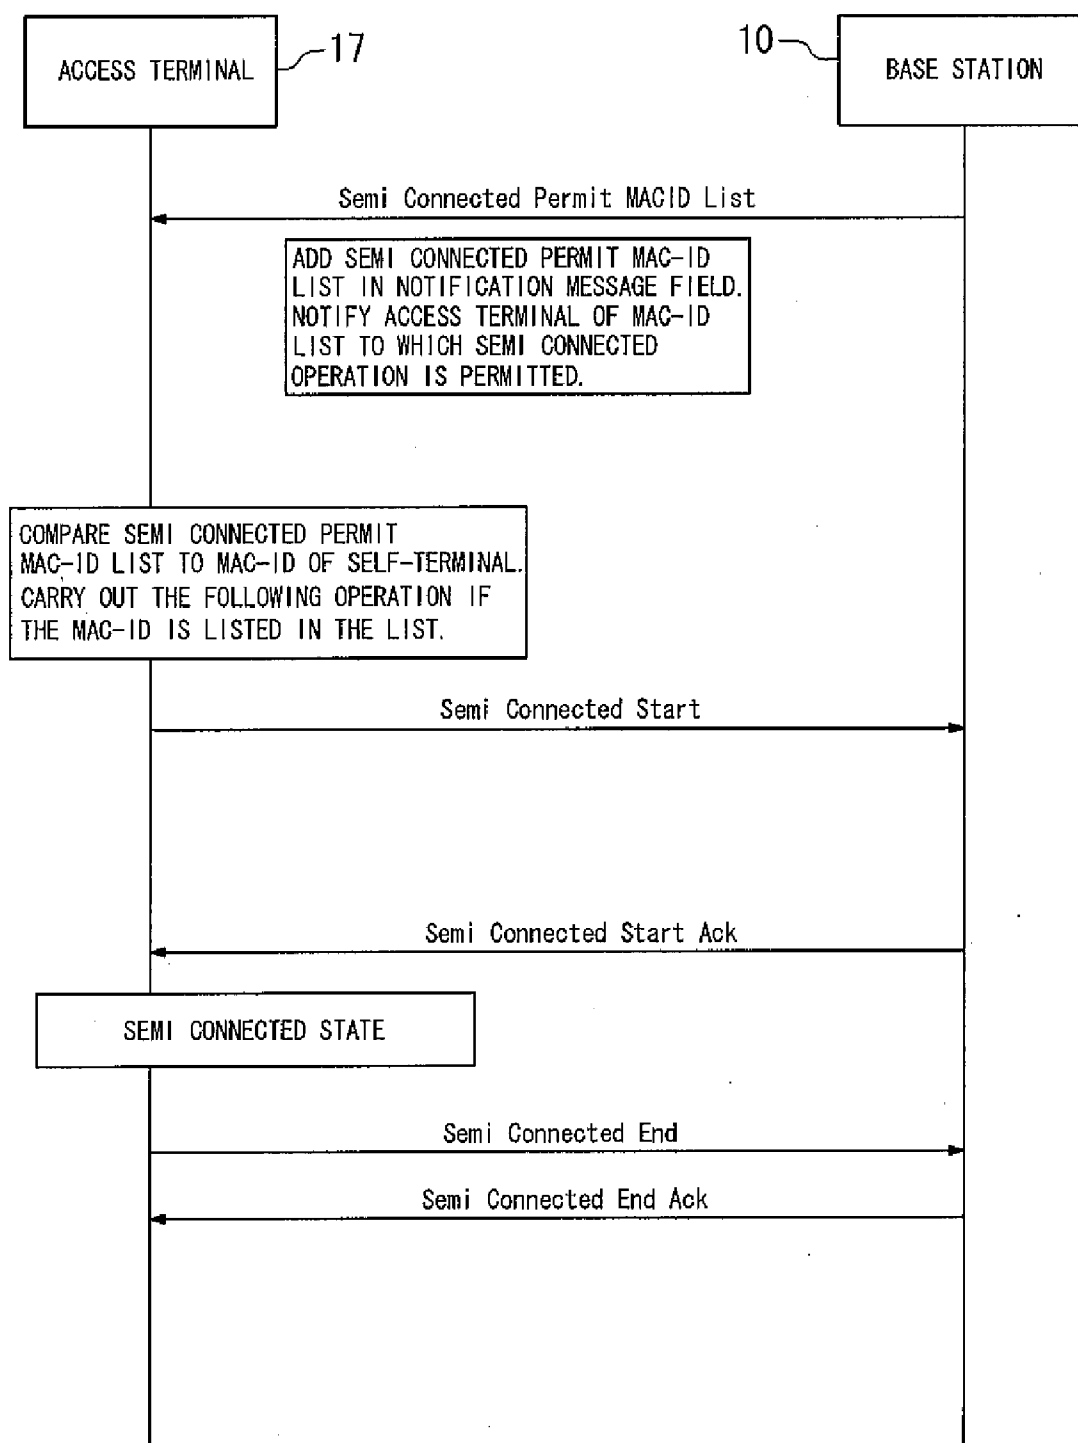 ACCESS TERMINAL
17
10
BASE STATION
Semi Connected Permit MACID List
ADD SEMI CONNECTED PERMIT MAC-ID
LIST IN NOTIFICATION MESSAGE FIELD.
NOTIFY ACCESS TERMINAL OF MAC-ID
LIST TO WHICH SEMI CONNECTED
OPERATION IS PERMITTED.
COMPARE SEMI CONNECTED PERMIT
MAC-ID LIST TO MAC-ID OF SELF-TERMINAL.
CARRY OUT THE FOLLOWING OPERATION IF
THE MAC-ID IS LISTED IN THE LIST.
Semi Connected Start
Semi Connected Start Ack
SEMI CONNECTED STATE
Semi Connected End
Semi Connected End Ack